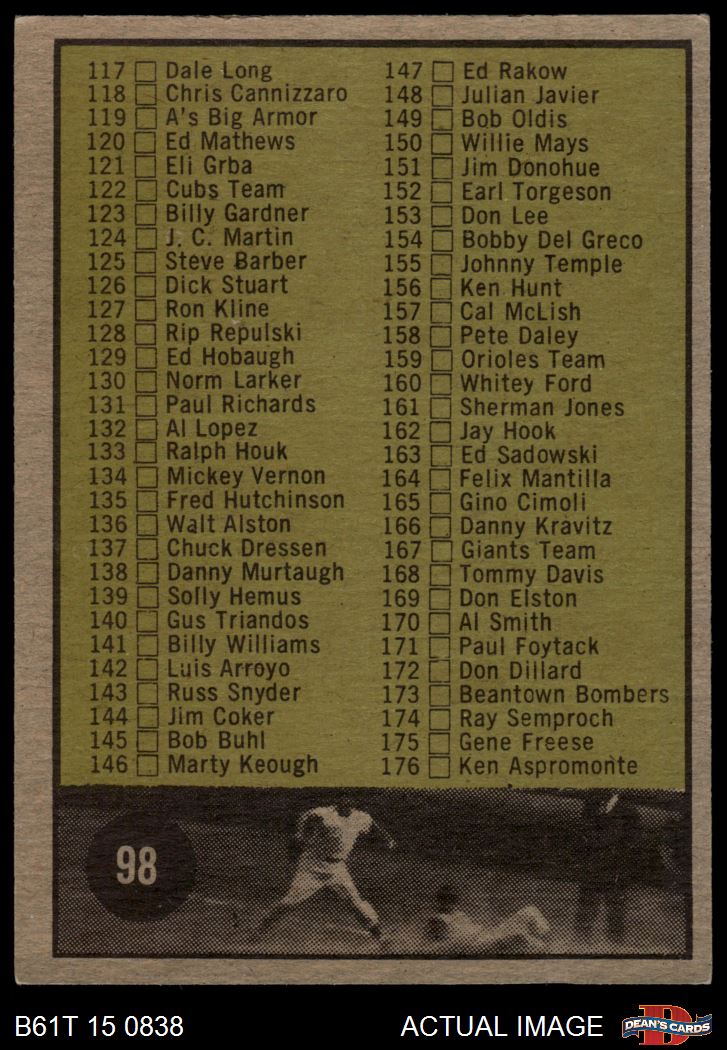 117 Dale Long
118 Chris Cannizzaro
119 A's Big Armor
120 Ed Mathews
121 Eli Grba
122 Cubs Team
123 Billy Gardner
124 J. C. Martin
125 Steve Barber
126 Dick Stuart
127 Ron Kline
128 Rip Repulski
129 Ed Hobaugh
130 Norm Larker
131 Paul Richards
132 Al Lopez
133 Ralph Houk
134 Mickey Vernon
135 Fred Hutchinson
136 Walt Alston
137 Chuck Dressen
138 Danny Murtaugh
139 Solly Hemus
140 Gus Triandos
141 Billy Williams
142 Luis Arroyo
143 Russ Snyder
144 Jim Coker
145 Bob Buhl
146 Marty Keough
147 Ed Rakow
148 Julian Javier
149 Bob Oldis
150 Willie Mays
151 Jim Donohue
152 Earl Torgeson
153 Don Lee
154 Bobby Del Greco
155 Johnny Temple
156 Ken Hunt
157 Cal McLish
158 Pete Daley
159 Orioles Team
160 Whitey Ford
161 Sherman Jones
162 Jay Hook
163 Ed Sadowski
164 Felix Mantilla
165 Gino Cimoli
166 Danny Kravitz
167 Giants Team
168 Tommy Davis
169 Don Elston
170 Al Smith
171 Paul Foytack
172 Don Dillard
173 Beantown Bombers
174 Ray Semproch
175 Gene Freese
176 Ken Aspromonte
98
B61T 15 0838
ACTUAL IMAGE
D
DEAN'S CARDS